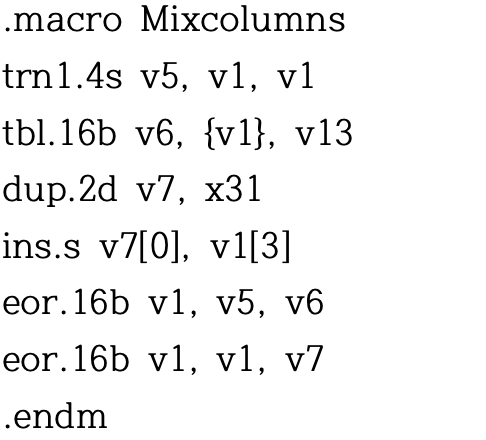 .macro Mixcolumns
trn1.4s v5, v1, v1
tbl.16b v6, {v1}, v13
dup.2d v7, x31
ins.s v7[0], v1[3]
eor.16b v1, v5, v6
eor.16b v1, v1, v7
.endm